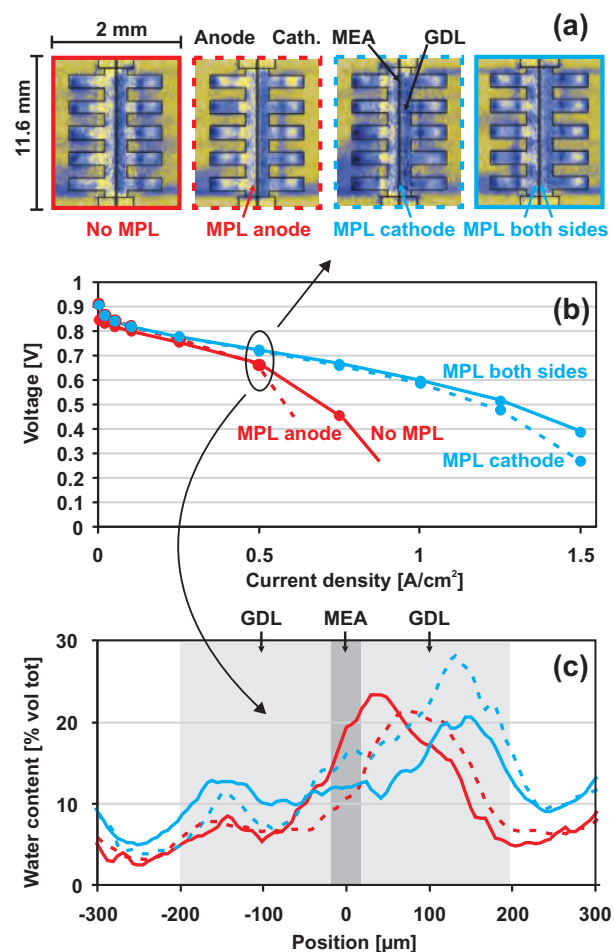 (a)
2 mm
Anode Cath.
MEA
GDL
11.6 mm
No MPL
MPL anode
MPL cathode
MPL both sides
(b)
1
0.9
0.8
0.7
0.6
0.5
0.4
0.3
0.2
0.1
0
Voltage [V]
MPL both sides
MPL anode
No MPL
MPL cathode
0 0.5 1 1.5
Current density [A/cm²]
GDL MEA GDL
(c)
30
20
10
0
Water content [% vol tot]
-300 -200 -100 0 100 200 300
Position [µm]